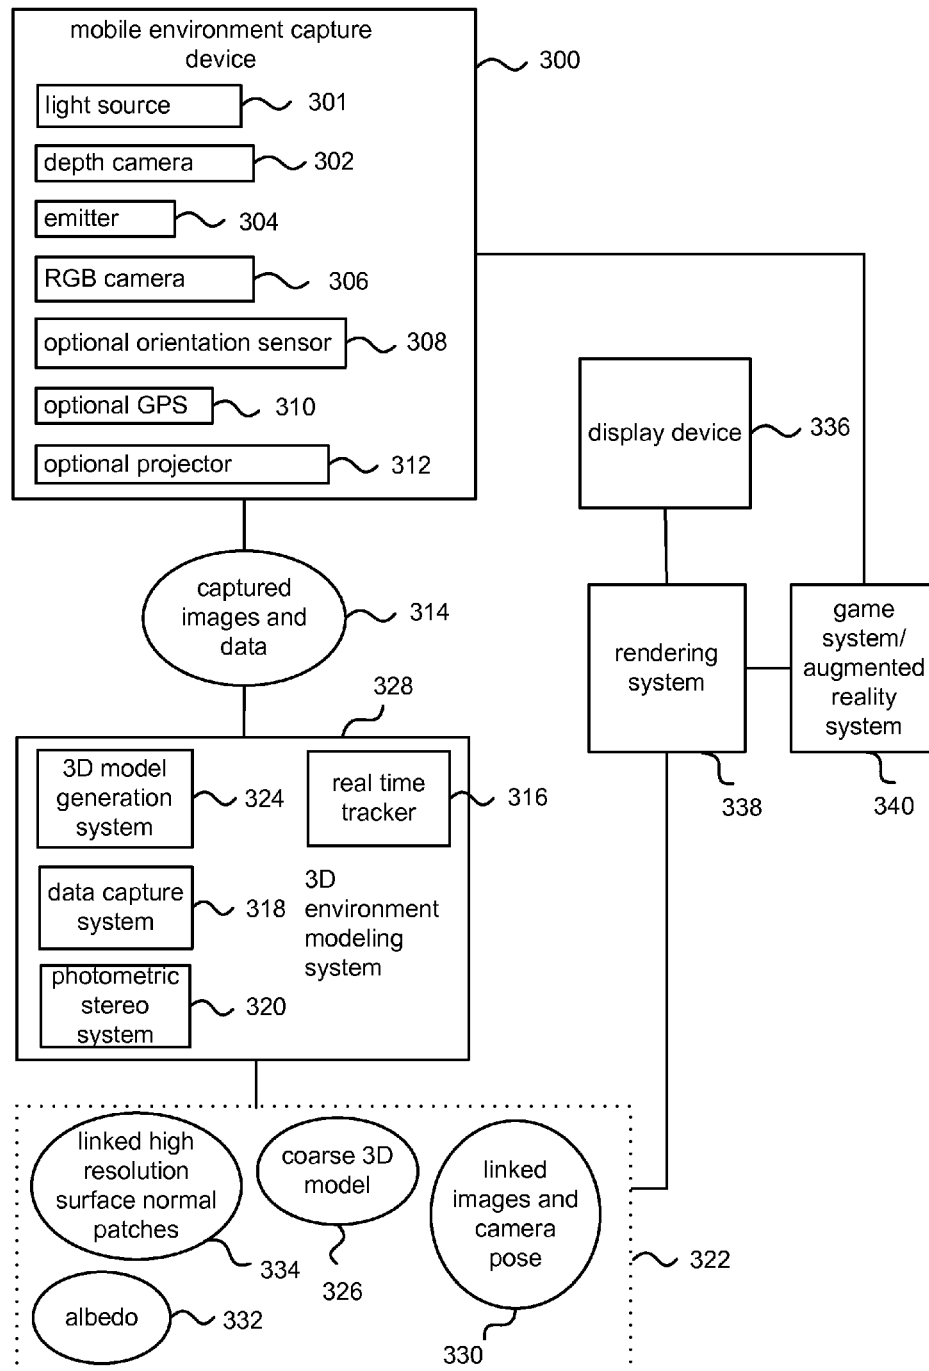 mobile environment capture
device
300
light source
301
depth camera
302
emitter
304
RGB camera
306
optional orientation sensor
308
optional GPS
310
optional projector
312
display device
336
captured
images and
data
314
rendering
system
338
game
system/
augmented
reality
system
340
328
3D model
generation
system
324
real time
tracker
316
data capture
system
318
3D
environment
modeling
system
photometric
stereo
system
320
linked high
resolution
surface normal
patches
334
coarse 3D
model
326
linked
images and
camera
pose
330
322
albedo
332